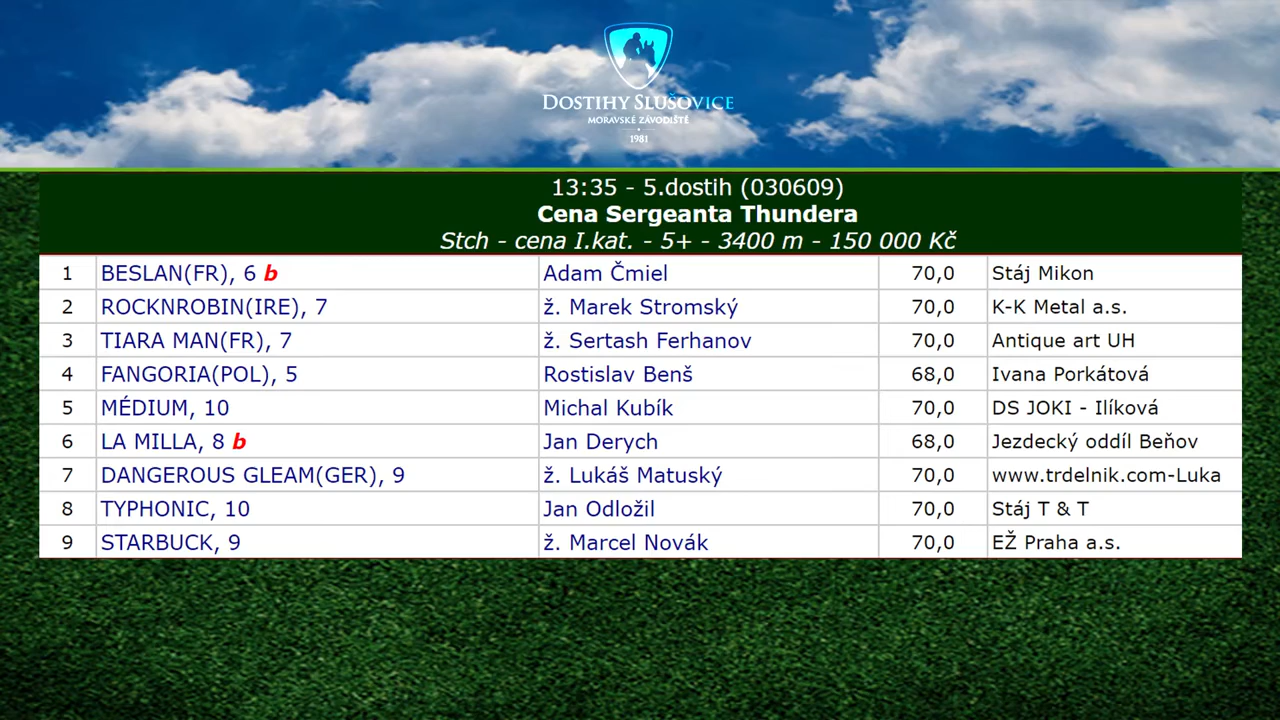 DOSTIHY SLUŠOVICE
MORAVSKÉ ZÁVODIŠTĚ
1981
13:35 - 5.dostih (030609)
Cena Sergeanta Thundera
Stch - cena I.kat. - 5+ - 3400 m - 150 000 Kč
1 BESLAN(FR), 6 b Adam Čmiel 70,0 Stáj Mikon
2 ROCKNROBIN(IRE), 7 ž. Marek Stromský 70,0 K-K Metal a.s.
3 TIARA MAN(FR), 7 ž. Sertash Ferhanov 70,0 Antique art UH
4 FANGORIA(POL), 5 Rostislav Benš 68,0 Ivana Porkátová
5 MÉDIUM, 10 Michal Kubík 70,0 DS JOKI - Ilíková
6 LA MILLA, 8 b Jan Derych 68,0 Jezdecký oddíl Beňov
7 DANGEROUS GLEAM(GER), 9 ž. Lukáš Matuský 70,0 www.trdelnik.com-Luka
8 TYPHONIC, 10 Jan Odložil 70,0 Stáj T & T
9 STARBUCK, 9 ž. Marcel Novák 70,0 EŽ Praha a.s.